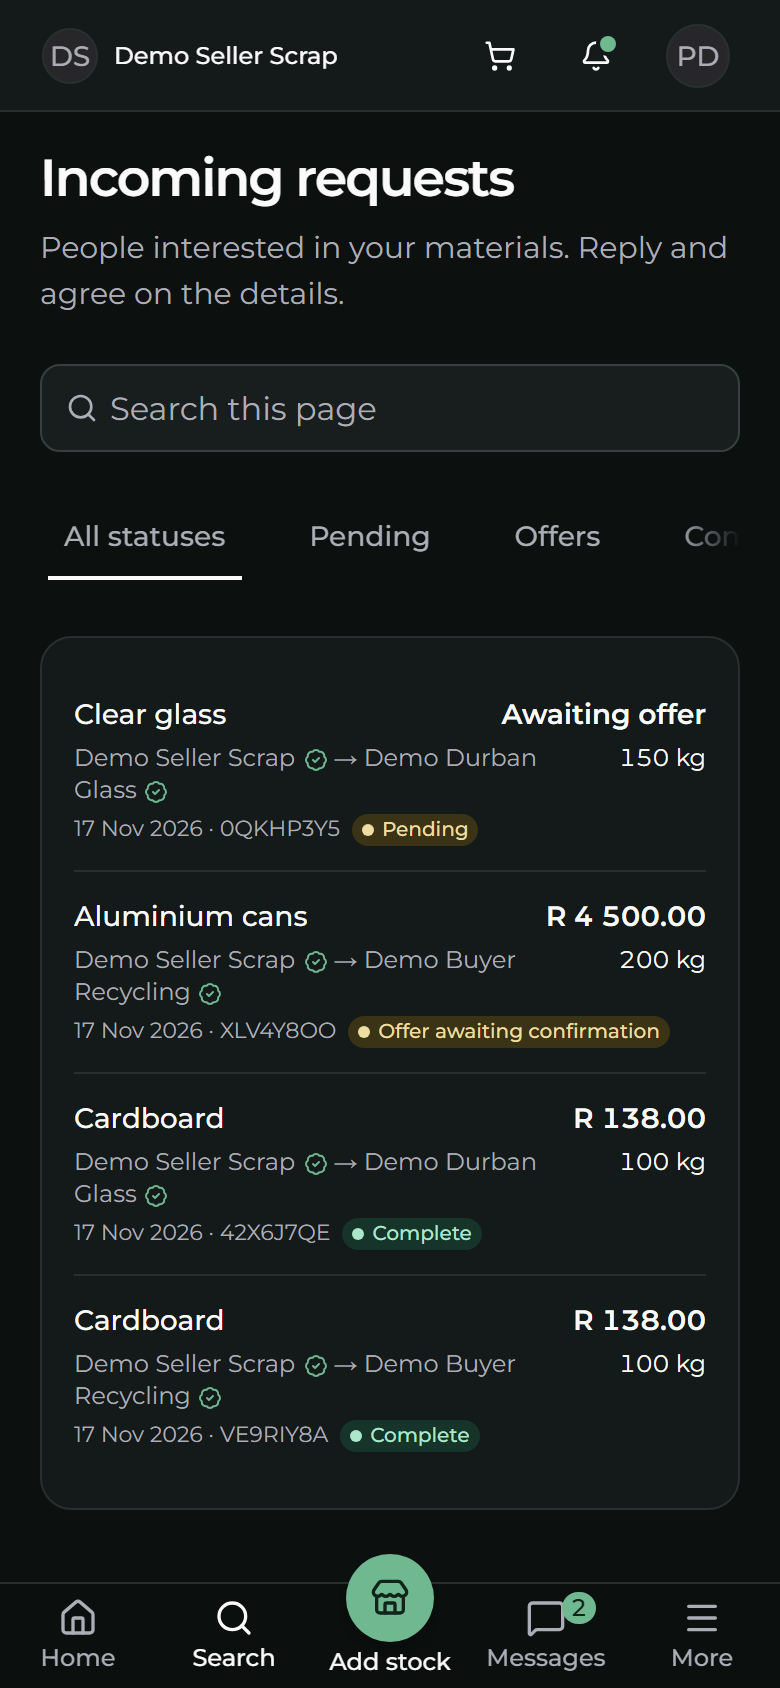 DS Demo Seller Scrap PD
Incoming requests
People interested in your materials. Reply and
agree on the details.
Search this page
All statuses Pending Offers Con
Clear glass Awaiting offer
Demo Seller Scrap → Demo Durban 150 kg
Glass
17 Nov 2026 · 0QKHP3Y5 Pending
Aluminium cans R 4 500.00
Demo Seller Scrap → Demo Buyer 200 kg
Recycling
17 Nov 2026 · XLV4Y8OO Offer awaiting confirmation
Cardboard R 138.00
Demo Seller Scrap → Demo Durban 100 kg
Glass
17 Nov 2026 · 42X6J7QE Complete
Cardboard R 138.00
Demo Seller Scrap → Demo Buyer 100 kg
Recycling
17 Nov 2026 · VE9RIY8A Complete
2
Home Search Add stock Messages More